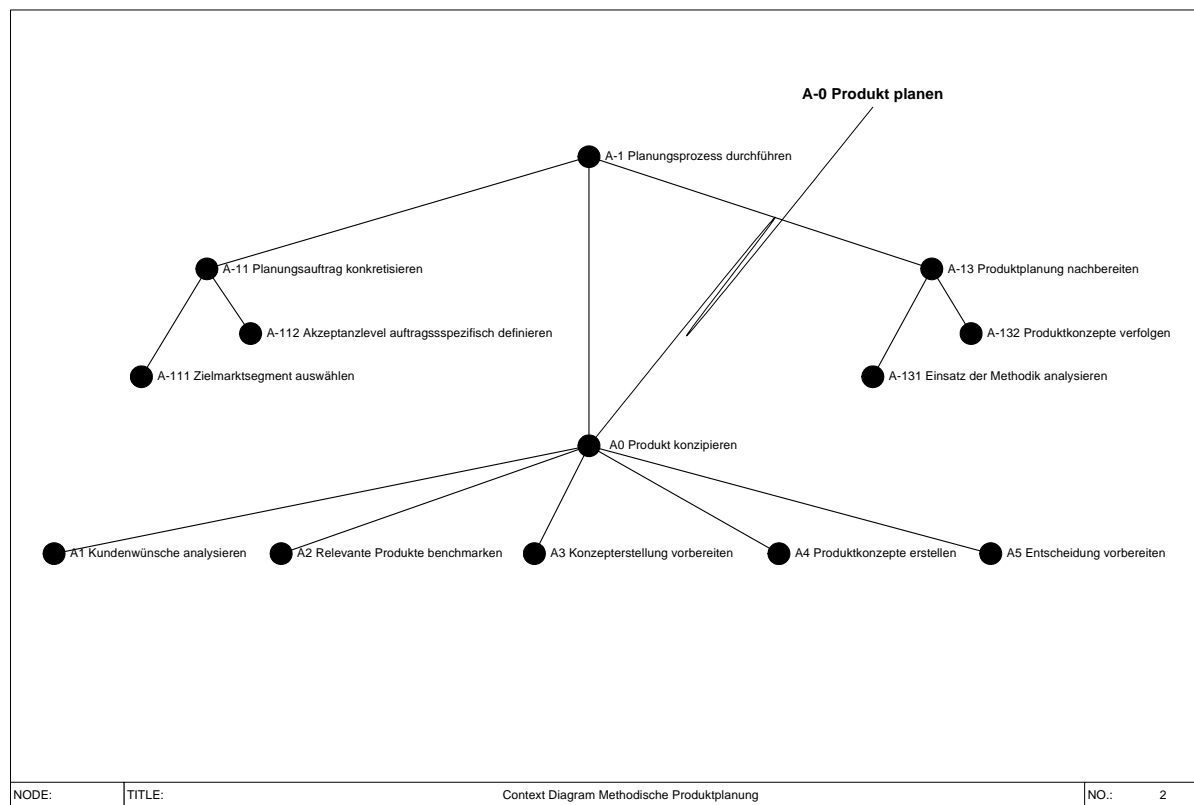 A-0 Produkt planen
A-1 Planungsprozess durchführen
A-11 Planungsauftrag konkretisieren
A-13 Produktplanung nachbereiten
A-112 Akzeptanzlevel auftragssspezifisch definieren
A-132 Produktkonzepte verfolgen
A-111 Zielmarktsegment auswählen
A-131 Einsatz der Methodik analysieren
A0 Produkt konzipieren
A1 Kundenwünsche analysieren
A2 Relevante Produkte benchmarken
A3 Konzepterstellung vorbereiten
A4 Produktkonzepte erstellen
A5 Entscheidung vorbereiten
NODE:
TITLE:
Context Diagram Methodische Produktplanung
NO.: 2